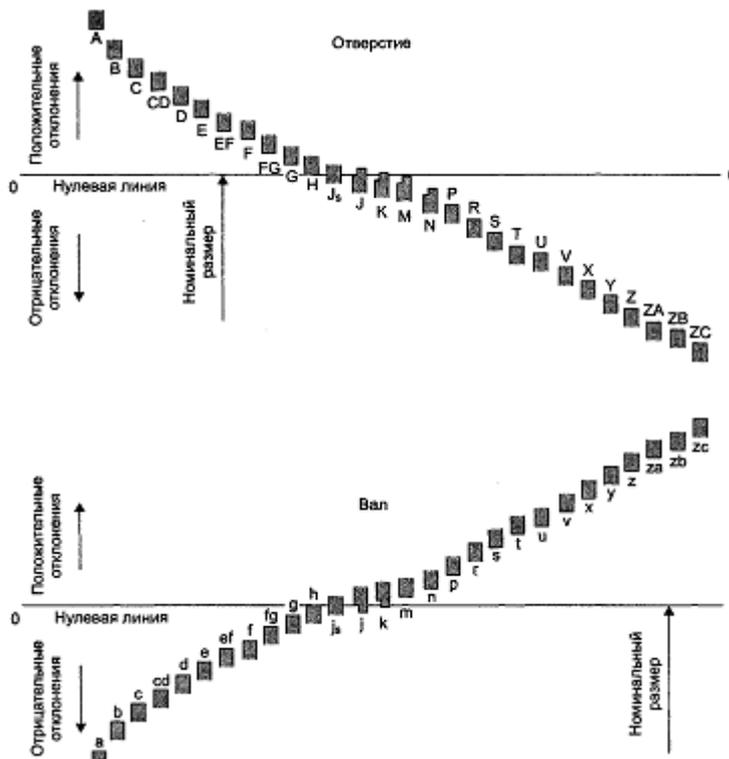 Отверстие
A
B
C
CD
D
E
EF
F
FG
G
H
Js
J
K
M
N
P
R
S
T
U
V
X
Y
Z
ZA
ZB
ZC
Положительные
отклонения
0
Нулевая линия
Отрицательные
отклонения
Номинальный
размер
Вал
Положительные
отклонения
0
Нулевая линия
Отрицательные
отклонения
a
b
c
cd
d
e
ef
f
fg
g
h
js
j
k
m
n
p
r
s
t
u
v
x
y
z
za
zb
zc
Номинальный
размер